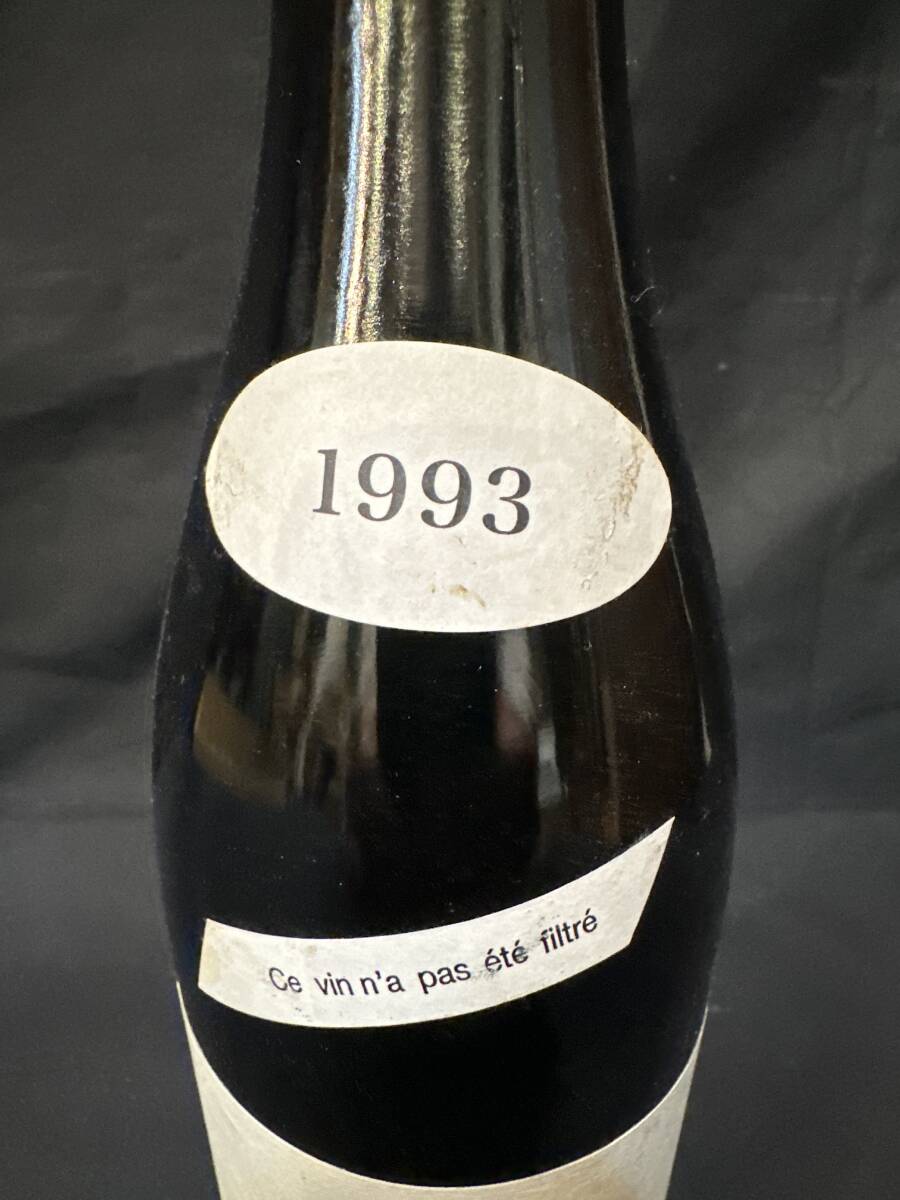 1993
Ce vin n'a pas été filtré